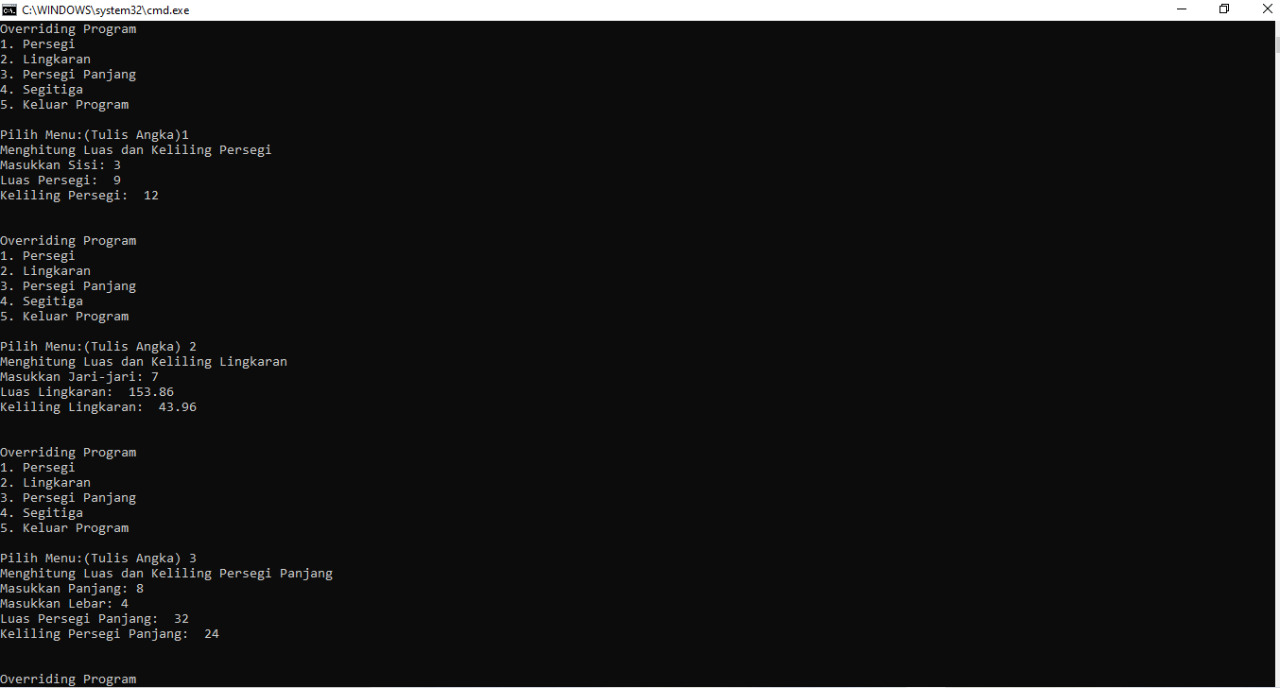 C:\WINDOWS\system32\cmd.exe
Overriding Program
1. Persegi
2. Lingkaran
3. Persegi Panjang
4. Segitiga
5. Keluar Program
Pilih Menu:(Tulis Angka)1
Menghitung Luas dan Keliling Persegi
Masukkan Sisi: 3
Luas Persegi:  9
Keliling Persegi:  12
Overriding Program
1. Persegi
2. Lingkaran
3. Persegi Panjang
4. Segitiga
5. Keluar Program
Pilih Menu:(Tulis Angka) 2
Menghitung Luas dan Keliling Lingkaran
Masukkan Jari-jari: 7
Luas Lingkaran:  153.86
Keliling Lingkaran:  43.96
Overriding Program
1. Persegi
2. Lingkaran
3. Persegi Panjang
4. Segitiga
5. Keluar Program
Pilih Menu:(Tulis Angka) 3
Menghitung Luas dan Keliling Persegi Panjang
Masukkan Panjang: 8
Masukkan Lebar: 4
Luas Persegi Panjang:  32
Keliling Persegi Panjang:  24
Overriding Program